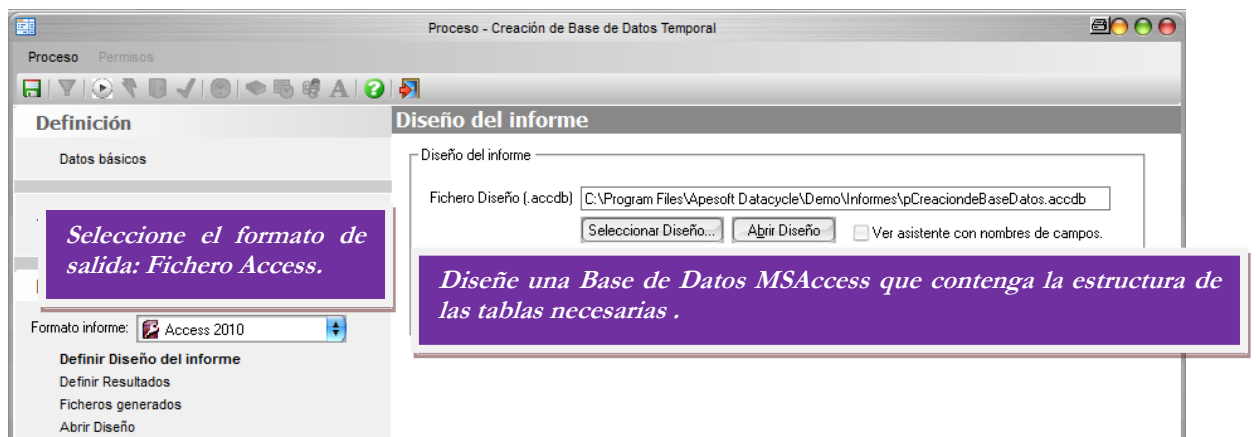 Proceso - Creación de Base de Datos Temporal
Proceso Permisos
Definición
Datos básicos
Seleccione el formato de
salida: Fichero Access.
Formato informe: Access 2010
Definir Diseño del informe
Definir Resultados
Ficheros generados
Abrir Diseño
Diseño del informe
Diseño del informe
Fichero Diseño (.accdb) C:\Program Files\Apesoft Datacycle\Demo\Informes\pCreaciondeBaseDatos.accdb
Seleccionar Diseño... Abrir Diseño Ver asistente con nombres de campos.
Diseñe una Base de Datos MSAccess que contenga la estructura de
las tablas necesarias .